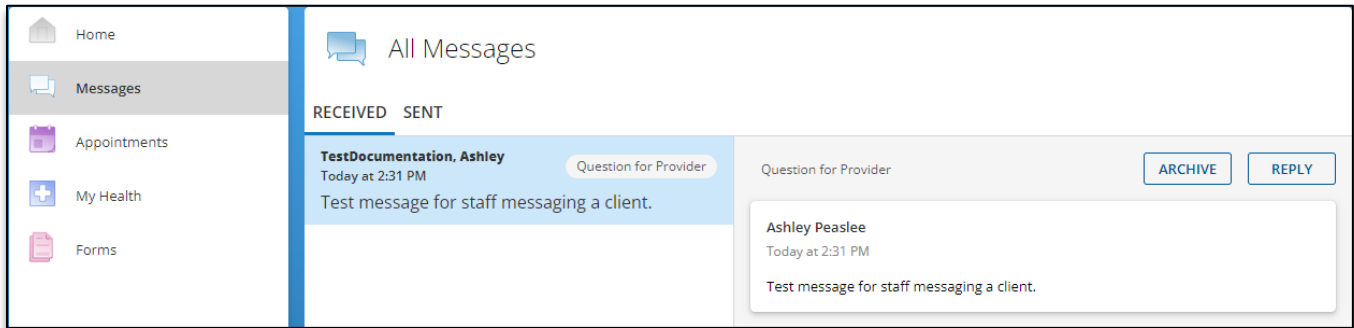 Home
Messages
Appointments
My Health
Forms
All Messages
RECEIVED SENT
TestDocumentation, Ashley
Today at 2:31 PM
Question for Provider
Test message for staff messaging a client.
Question for Provider
ARCHIVE
REPLY
Ashley Peaslee
Today at 2:31 PM
Test message for staff messaging a client.